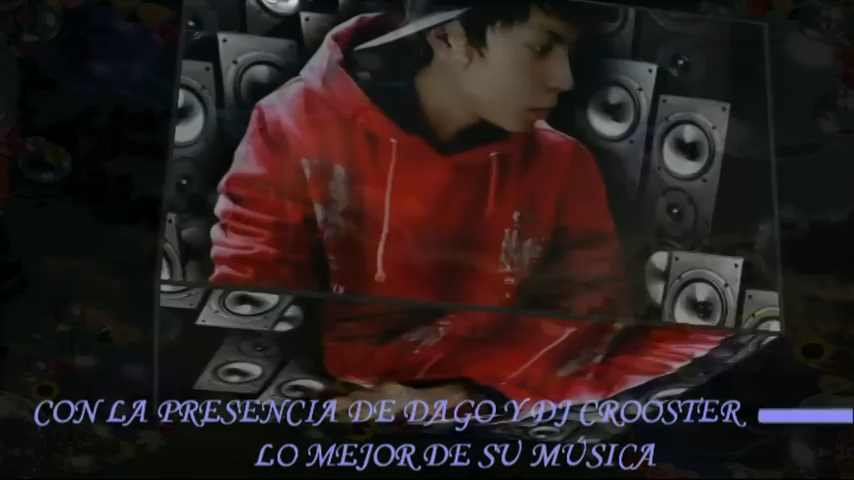 CON LA PRESENCIA DE DAGO Y DJ CROOSTER
LO MEJOR DE SU MÚSICA